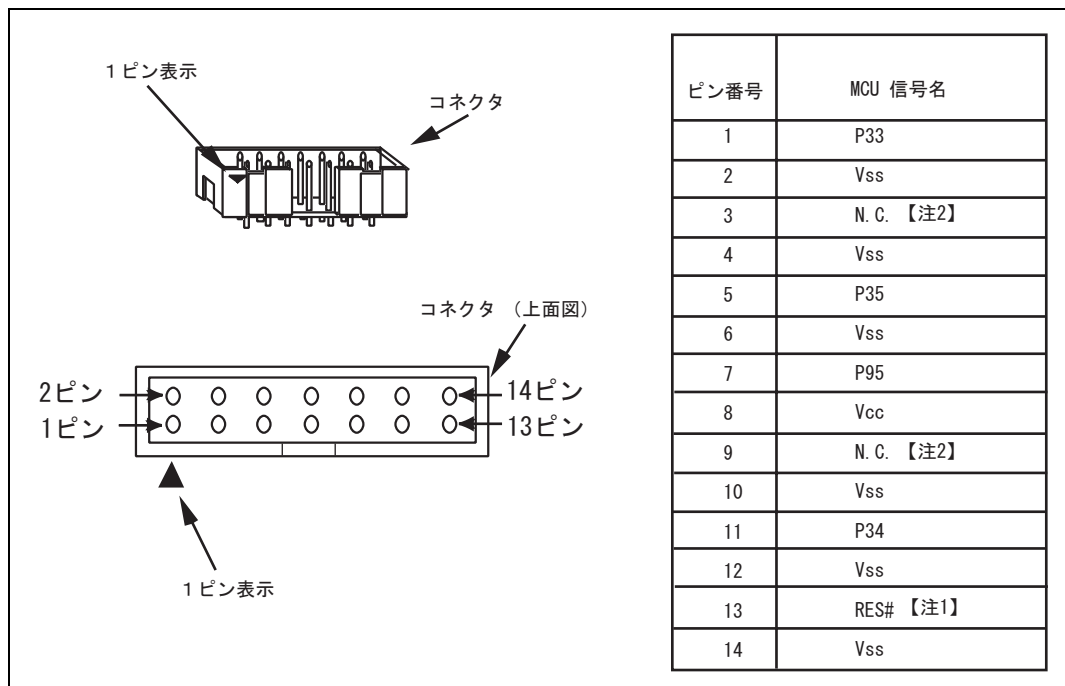 1ピン表示
コネクタ
コネクタ (上面図)
2ピン
14ピン
1ピン
13ピン
1ピン表示
ピン番号 MCU 信号名
1 P33
2 Vss
3 N.C. 【注2】
4 Vss
5 P35
6 Vss
7 P95
8 Vcc
9 N.C. 【注2】
10 Vss
11 P34
12 Vss
13 RES# 【注1】
14 Vss